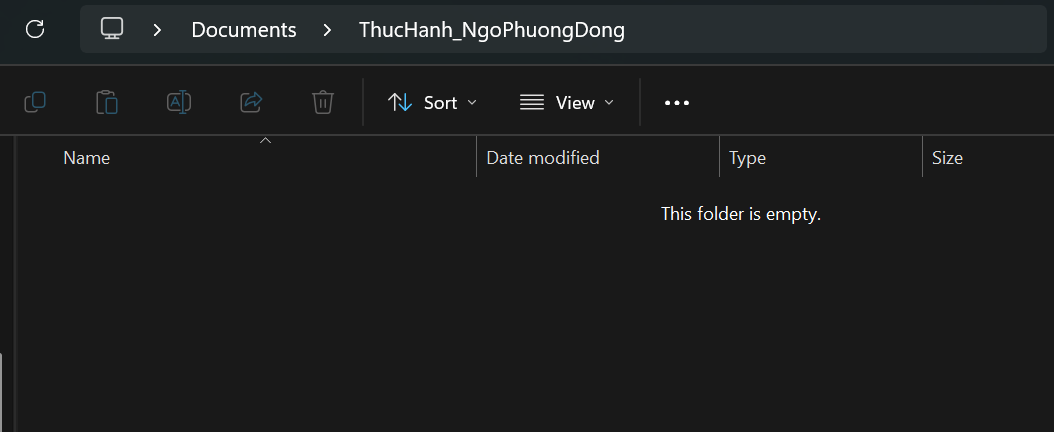 Documents > ThucHanh_NgoPhuongDong
Sort View
Name Date modified Type Size
This folder is empty.